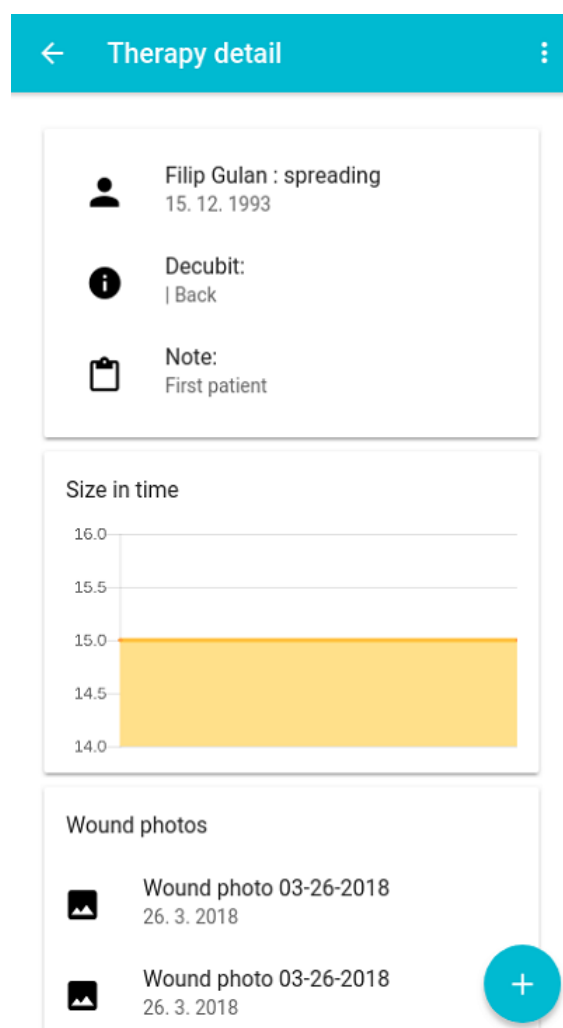 Therapy detail
Filip Gulan : spreading
15. 12. 1993
Decubit:
| Back
Note:
First patient
Size in time
16.0
15.5
15.0
14.5
14.0
Wound photos
Wound photo 03-26-2018
26. 3. 2018
Wound photo 03-26-2018
26. 3. 2018